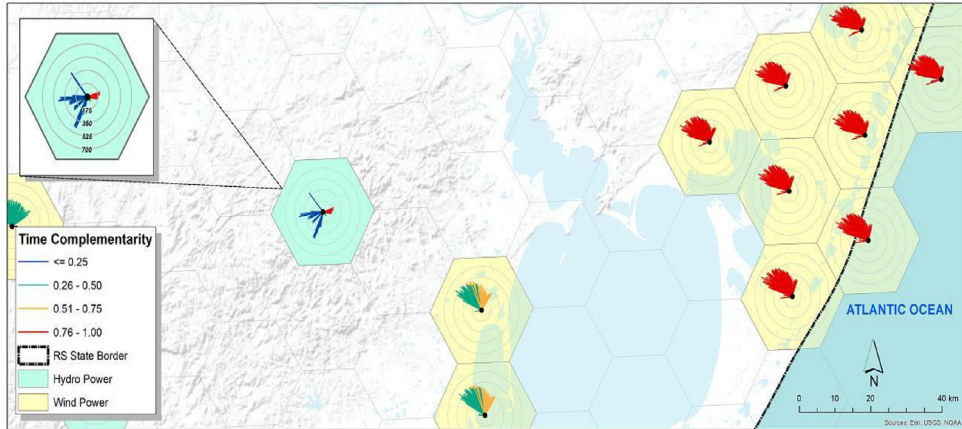 175
350
525
700
Time Complementarity
<= 0.25
0.26 - 0.50
0.51 - 0.75
0.76 - 1.00
RS State Border
Hydro Power
Wind Power
ATLANTIC OCEAN
N
0 10 20 40 km
Sources: Esri, USGS, NOAA